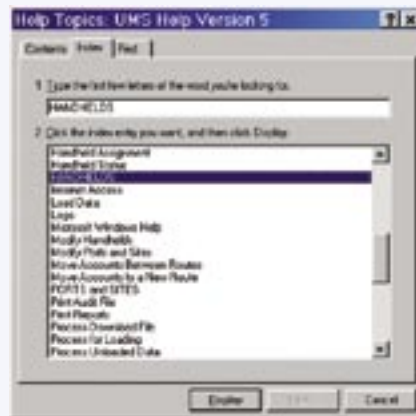 Help Topics: UMS Help Version 5
Contents Index Find
1 Type the first few letters of the word you're looking for.
HANDHELDS
2 Click the index entry you want, and then click Display.
Handheld Assignment
Handheld Status
HANDHELDS
Internet Access
Load Data
Logo
Microsoft Windows Help
Modify Handhelds
Modify Ports and Sites
Move Accounts Between Routes
Move Accounts to a New Route
PORTS and SITES
Print Audit File
Print Reports
Process Download File
Process for Loading
Process Unloaded Data
Display Cancel